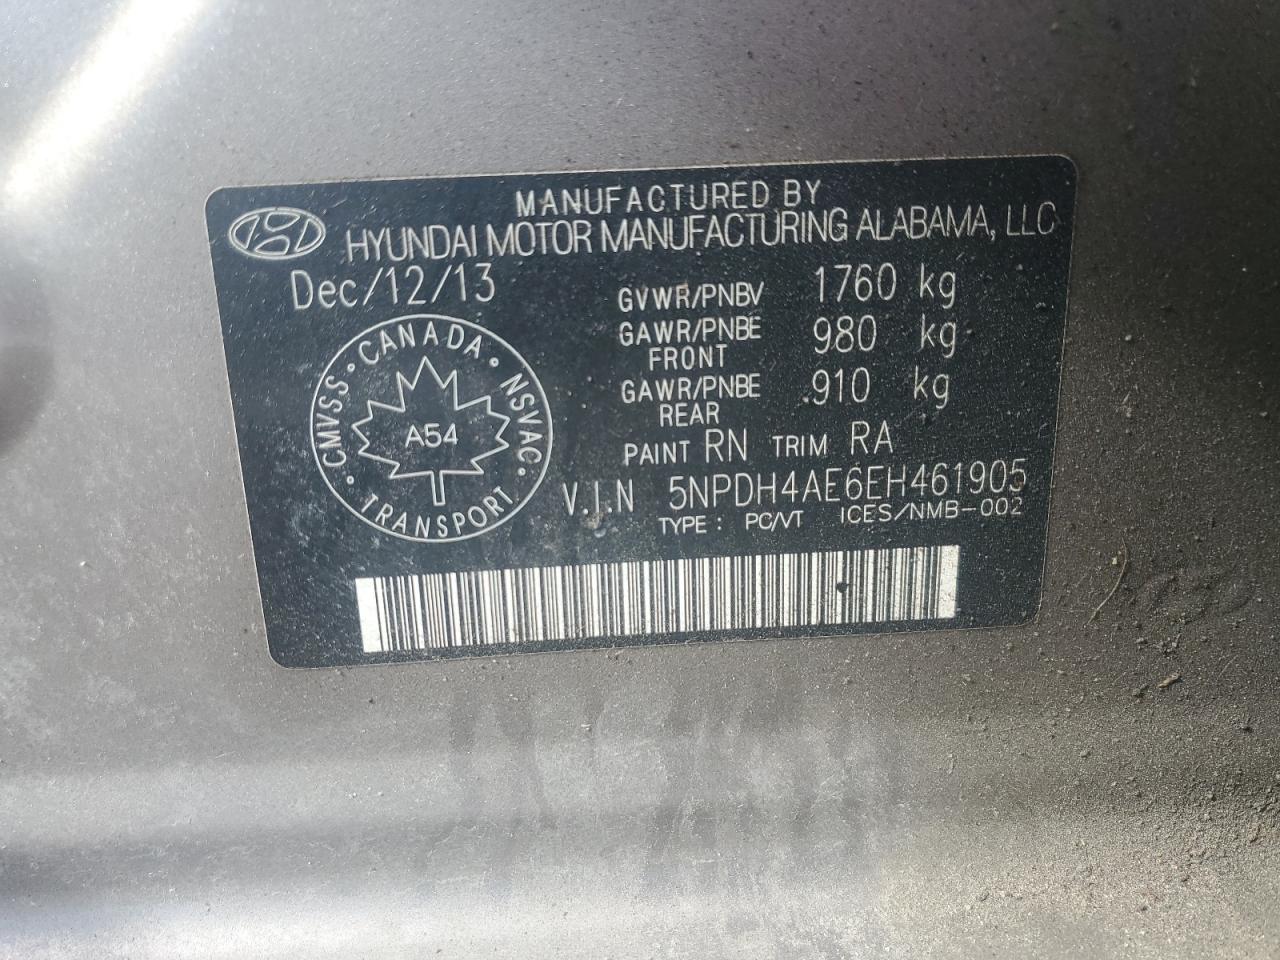 MANUFACTURED BY
HYUNDAI MOTOR MANUFACTURING ALABAMA, LLC
Dec/12/13
GVWR/PNBV 1760 kg
GAWR/PNBE FRONT 980 kg
GAWR/PNBE REAR 910 kg
PAINT RN TRIM RA
CMVSS · CANADA · NSVAC · TRANSPORT ·
A54
V.I.N 5NPDH4AE6EH461905
TYPE : PC/VT ICES/NMB-002